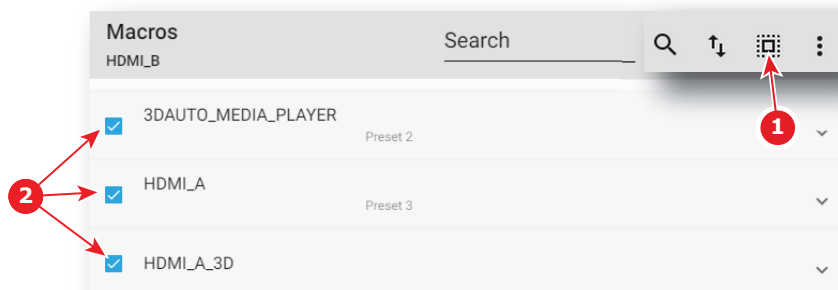 Macros
HDMI_B
Search
1
3DAUTO_MEDIA_PLAYER
Preset 2
2
HDMI_A
Preset 3
HDMI_A_3D